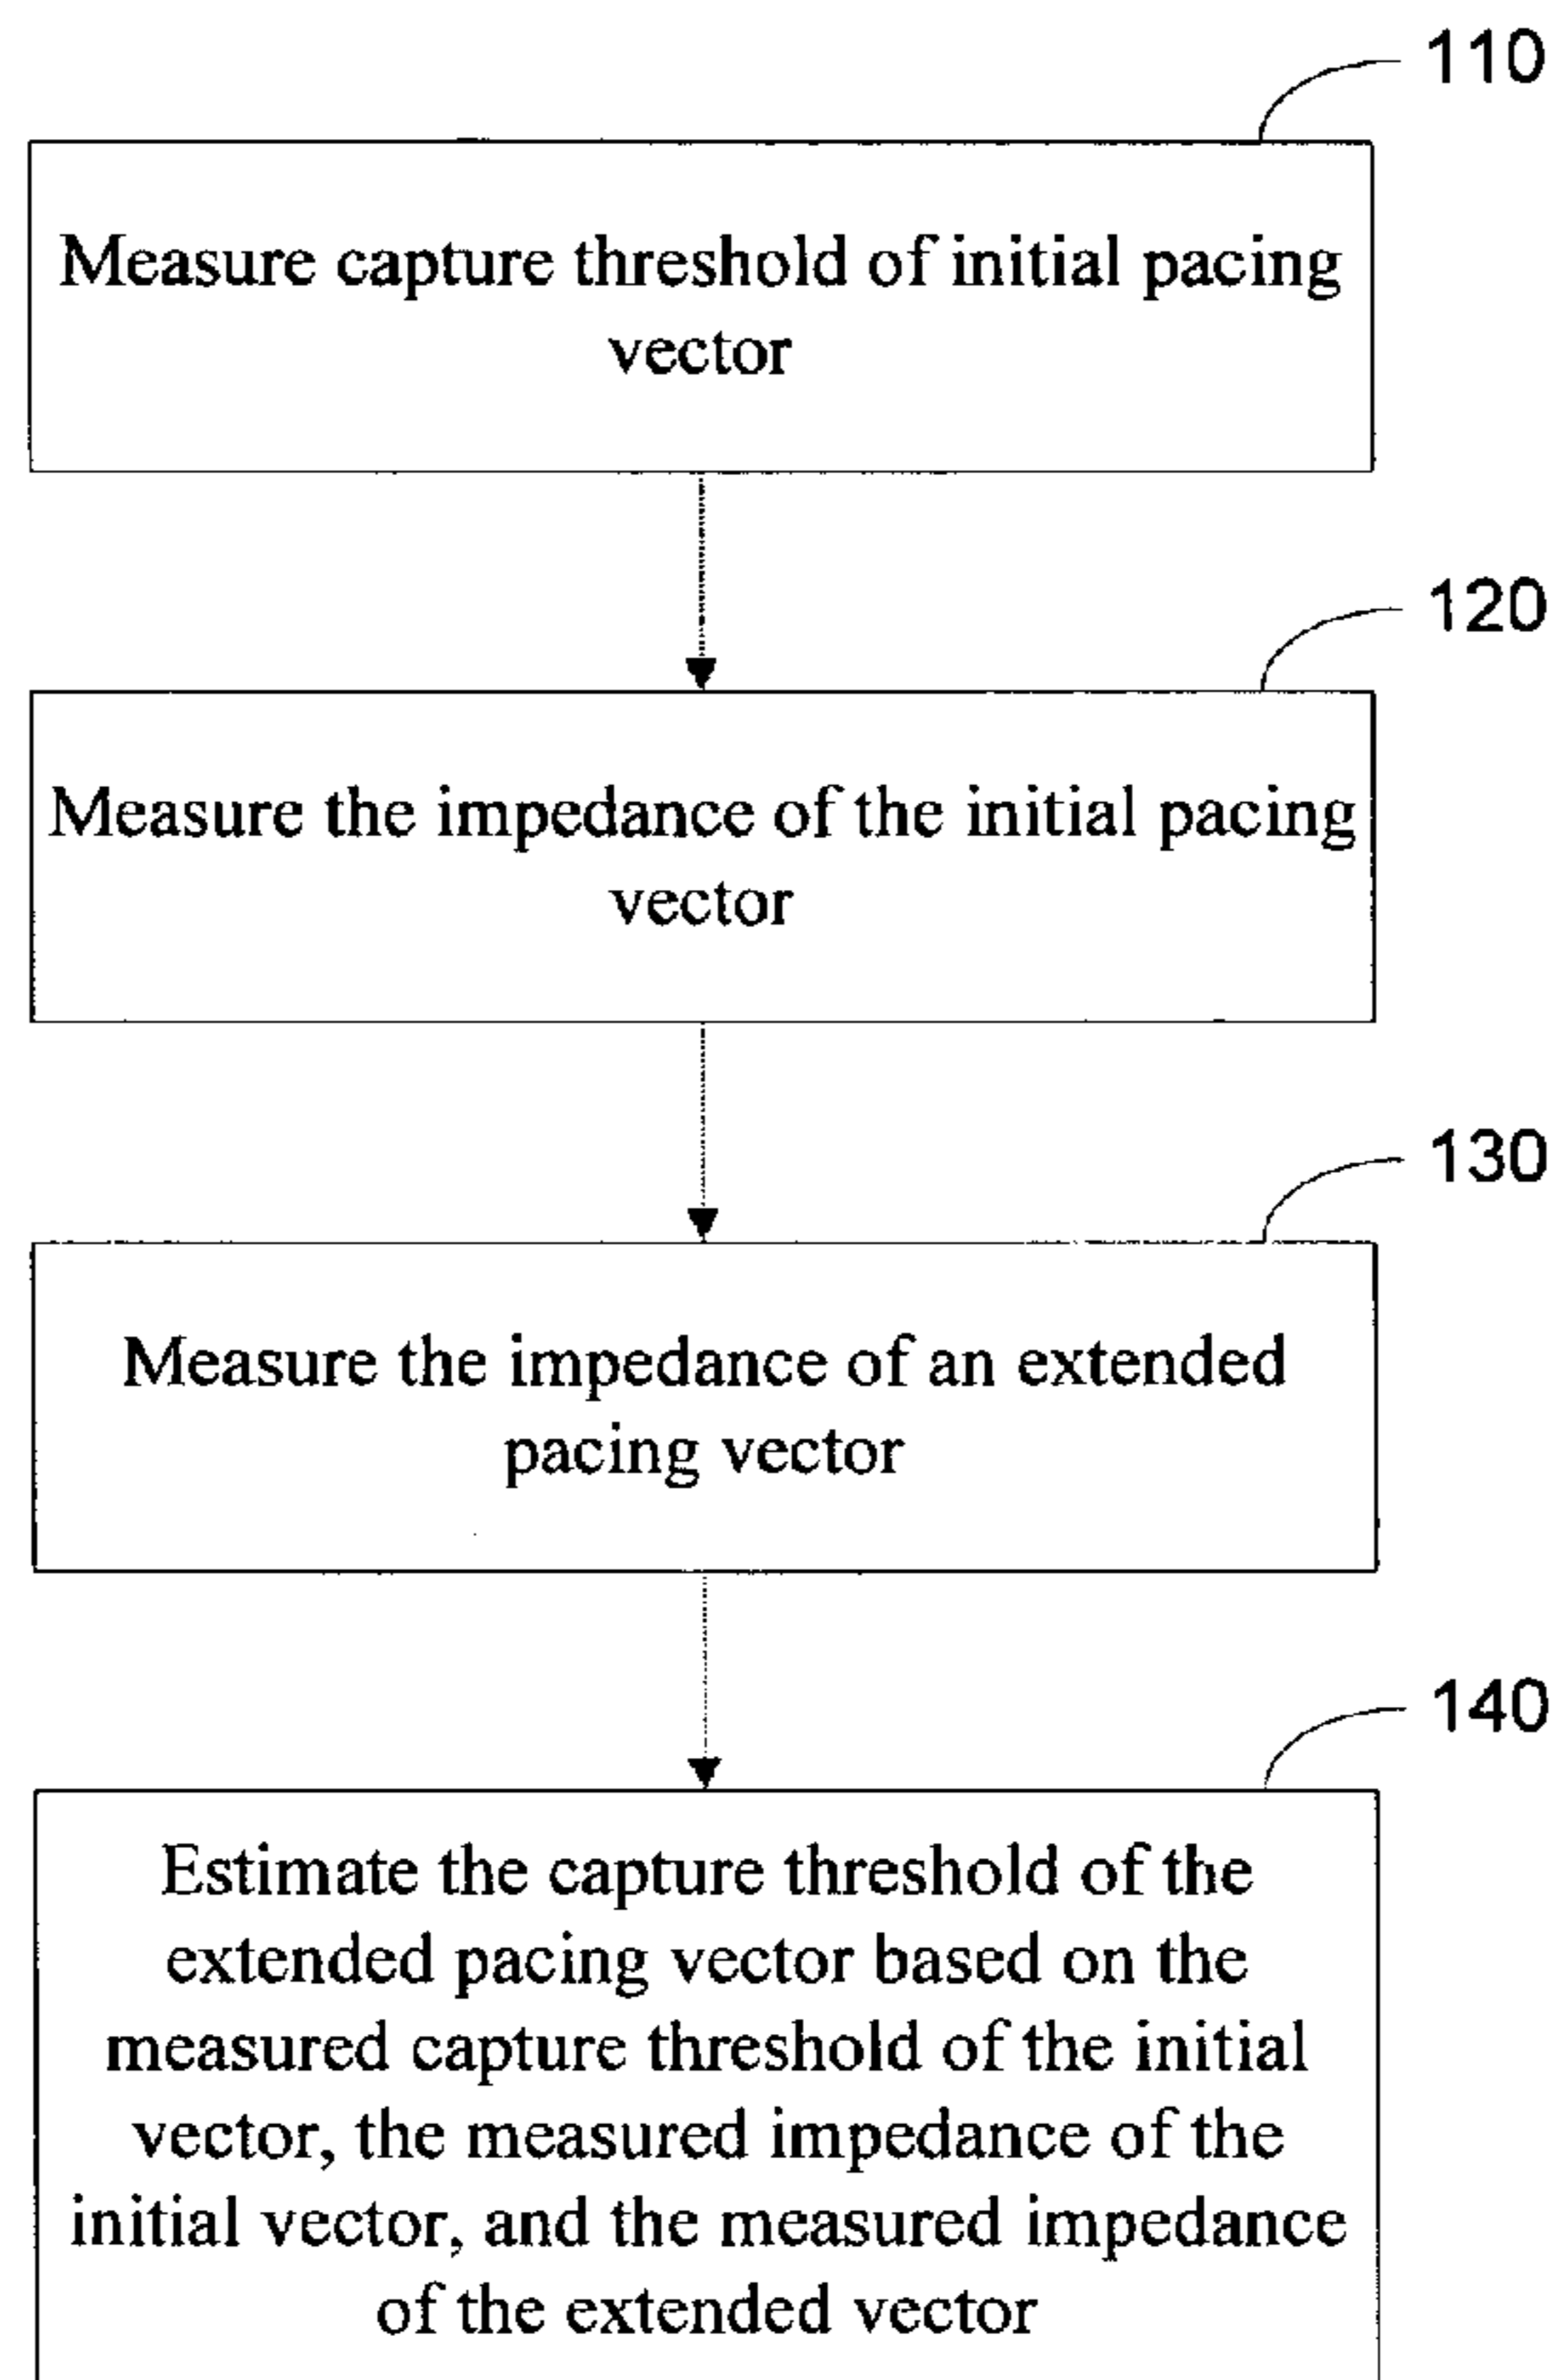 110
Measure capture threshold of initial pacing
vector
120
Measure the impedance of the initial pacing
vector
130
Measure the impedance of an extended
pacing vector
140
Estimate the capture threshold of the
extended pacing vector based on the
measured capture threshold of the initial
vector, the measured impedance of the
initial vector, and the measured impedance
of the extended vector